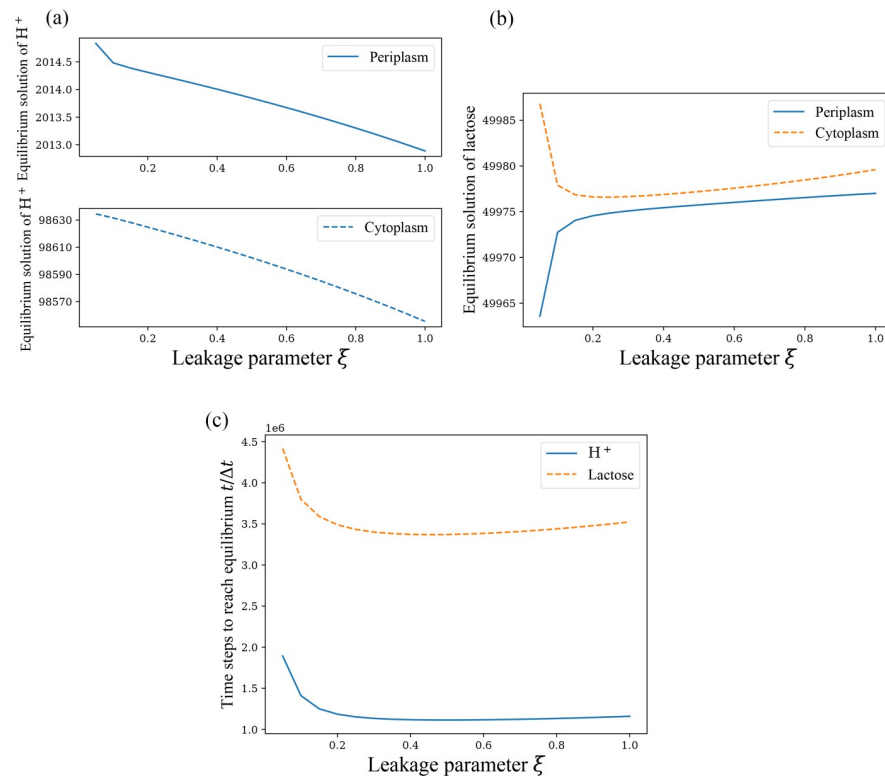 (a)
Equilibrium solution of H⁺
2014.5
2014.0
2013.5
2013.0
Periplasm
0.2 0.4 0.6 0.8 1.0
Equilibrium solution of H⁺
98630
98610
98590
98570
Cytoplasm
0.2 0.4 0.6 0.8 1.0
Leakage parameter ξ
(b)
Equilibrium solution of lactose
49985
49980
49975
49970
49965
Periplasm
Cytoplasm
0.2 0.4 0.6 0.8 1.0
Leakage parameter ξ
(c)
1e6
Time steps to reach equilibrium t/Δt
4.5
4.0
3.5
3.0
2.5
2.0
1.5
1.0
H⁺
Lactose
0.2 0.4 0.6 0.8 1.0
Leakage parameter ξ